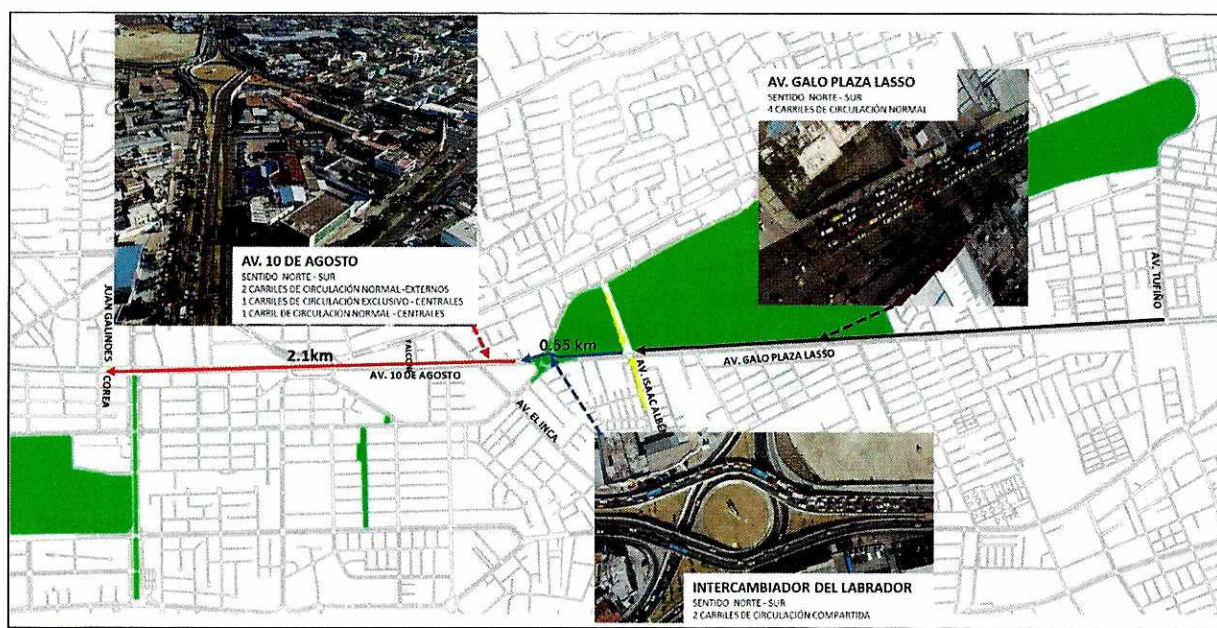 AV. GALO PLAZA LASSO
SENTIDO NORTE - SUR
4 CARRILES DE CIRCULACIÓN NORMAL
AV. 10 DE AGOSTO
SENTIDO NORTE - SUR
2 CARRILES DE CIRCULACIÓN NORMAL-EXTERNOS
1 CARRILES DE CIRCULACIÓN EXCLUSIVO - CENTRALES
1 CARRIL DE CIRCULACIÓN NORMAL - CENTRALES
JUAN GALINDES
COREA
2.1km
AV. 10 DE AGOSTO
0.55 km
AV. EL INCA
AV. ISAAC ALBE
AV. GALO PLAZA LASSO
AV. TUFIÑO
INTERCAMBIADOR DEL LABRADOR
SENTIDO NORTE - SUR
2 CARRILES DE CIRCULACIÓN COMPARTIDA